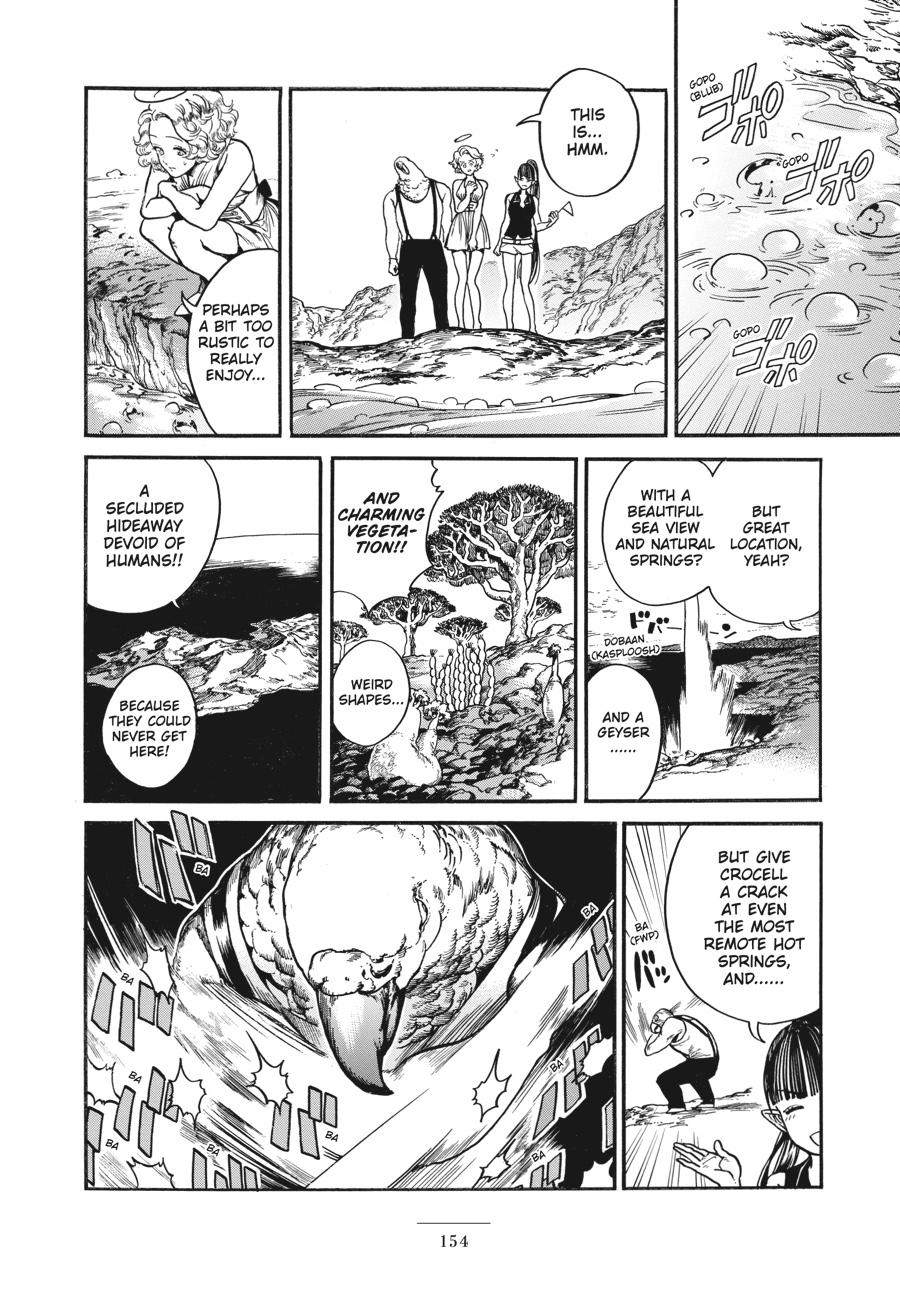 GOPO
(BLUB)
ゴポ
GOPO
ゴポ
GOPO
ゴポ
THIS
IS...
HMM.
PERHAPS
A BIT TOO
RUSTIC TO
REALLY
ENJOY...
BUT
GREAT
LOCATION,
YEAH?
WITH A
BEAUTIFUL
SEA VIEW
AND NATURAL
SPRINGS?
ドバーン
DOBAAN
(KASPLOOSH)
AND A
GEYSER
......
AND
CHARMING
VEGETA-
TION!!
WEIRD
SHAPES...
A
SECLUDED
HIDEAWAY
DEVOID OF
HUMANS!!
BECAUSE
THEY COULD
NEVER GET
HERE!
BUT GIVE
CROCELL
A CRACK
AT EVEN
THE MOST
REMOTE HOT
SPRINGS,
AND......
BA
(FWP)
バッ
BA
BA
BA
BA
BA
BA
BA
BA
BA
154